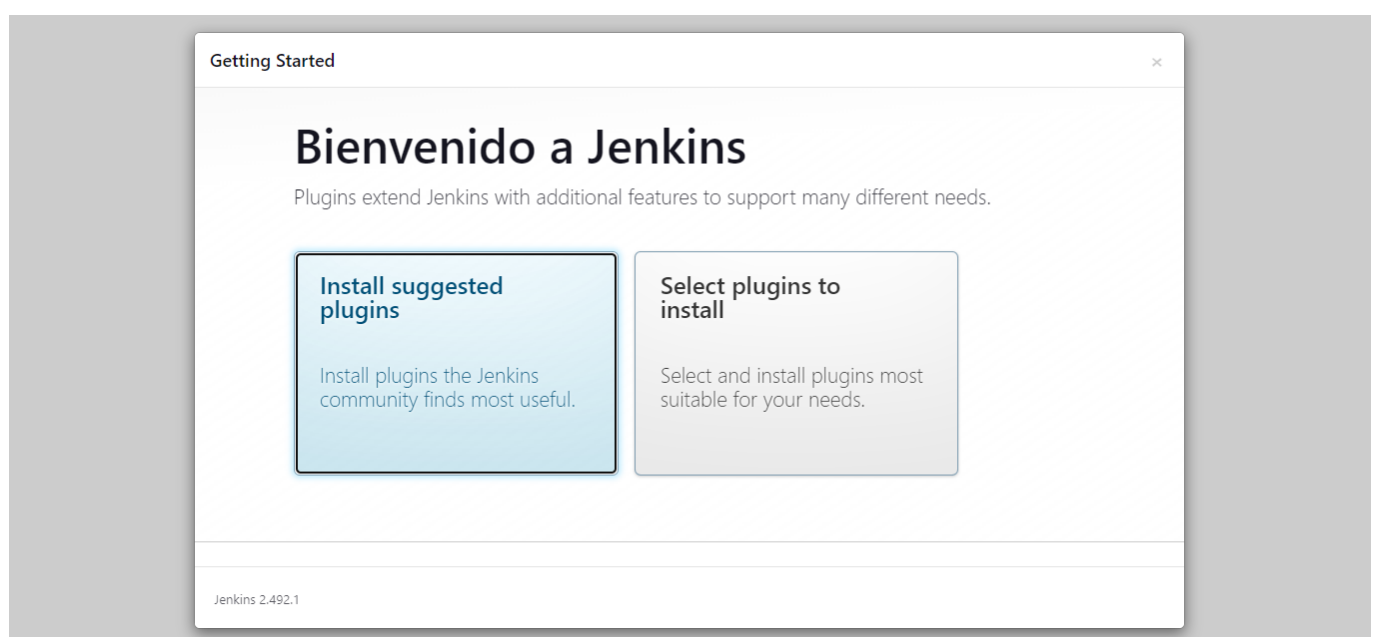 Getting Started
×
Bienvenido a Jenkins
Plugins extend Jenkins with additional features to support many different needs.
Install suggested
plugins
Install plugins the Jenkins
community finds most useful.
Select plugins to
install
Select and install plugins most
suitable for your needs.
Jenkins 2.492.1